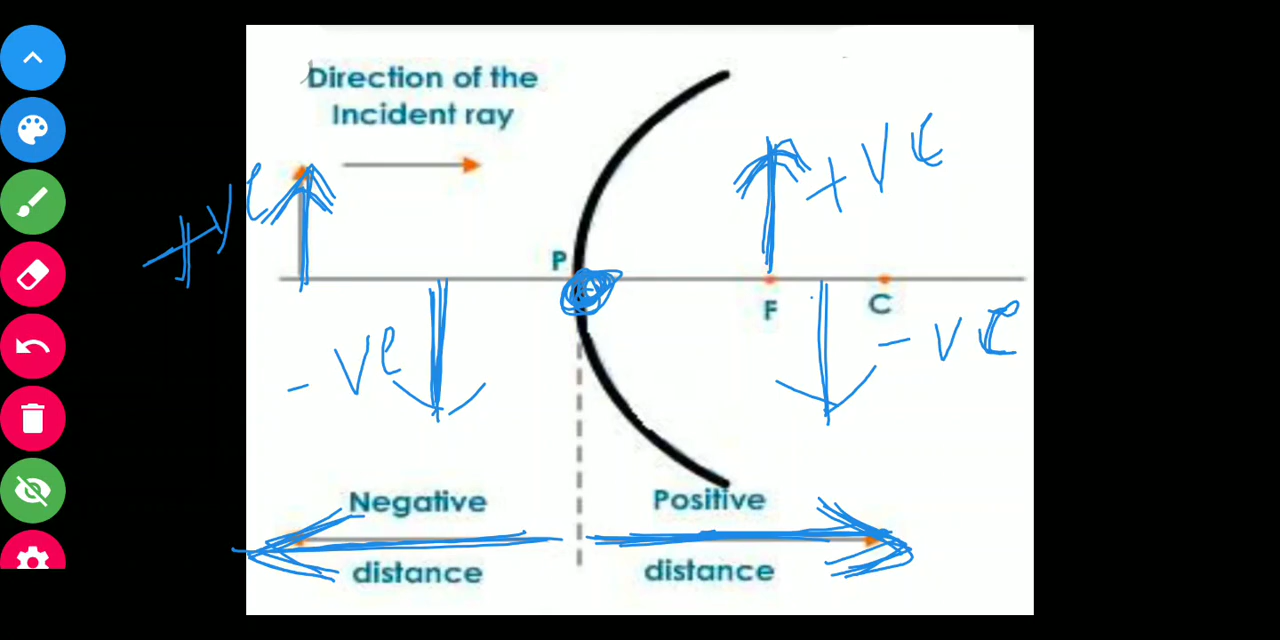 Direction of the
Incident ray
+ve
+ve
P
F
C
- ve
- ve
Negative
distance
Positive
distance